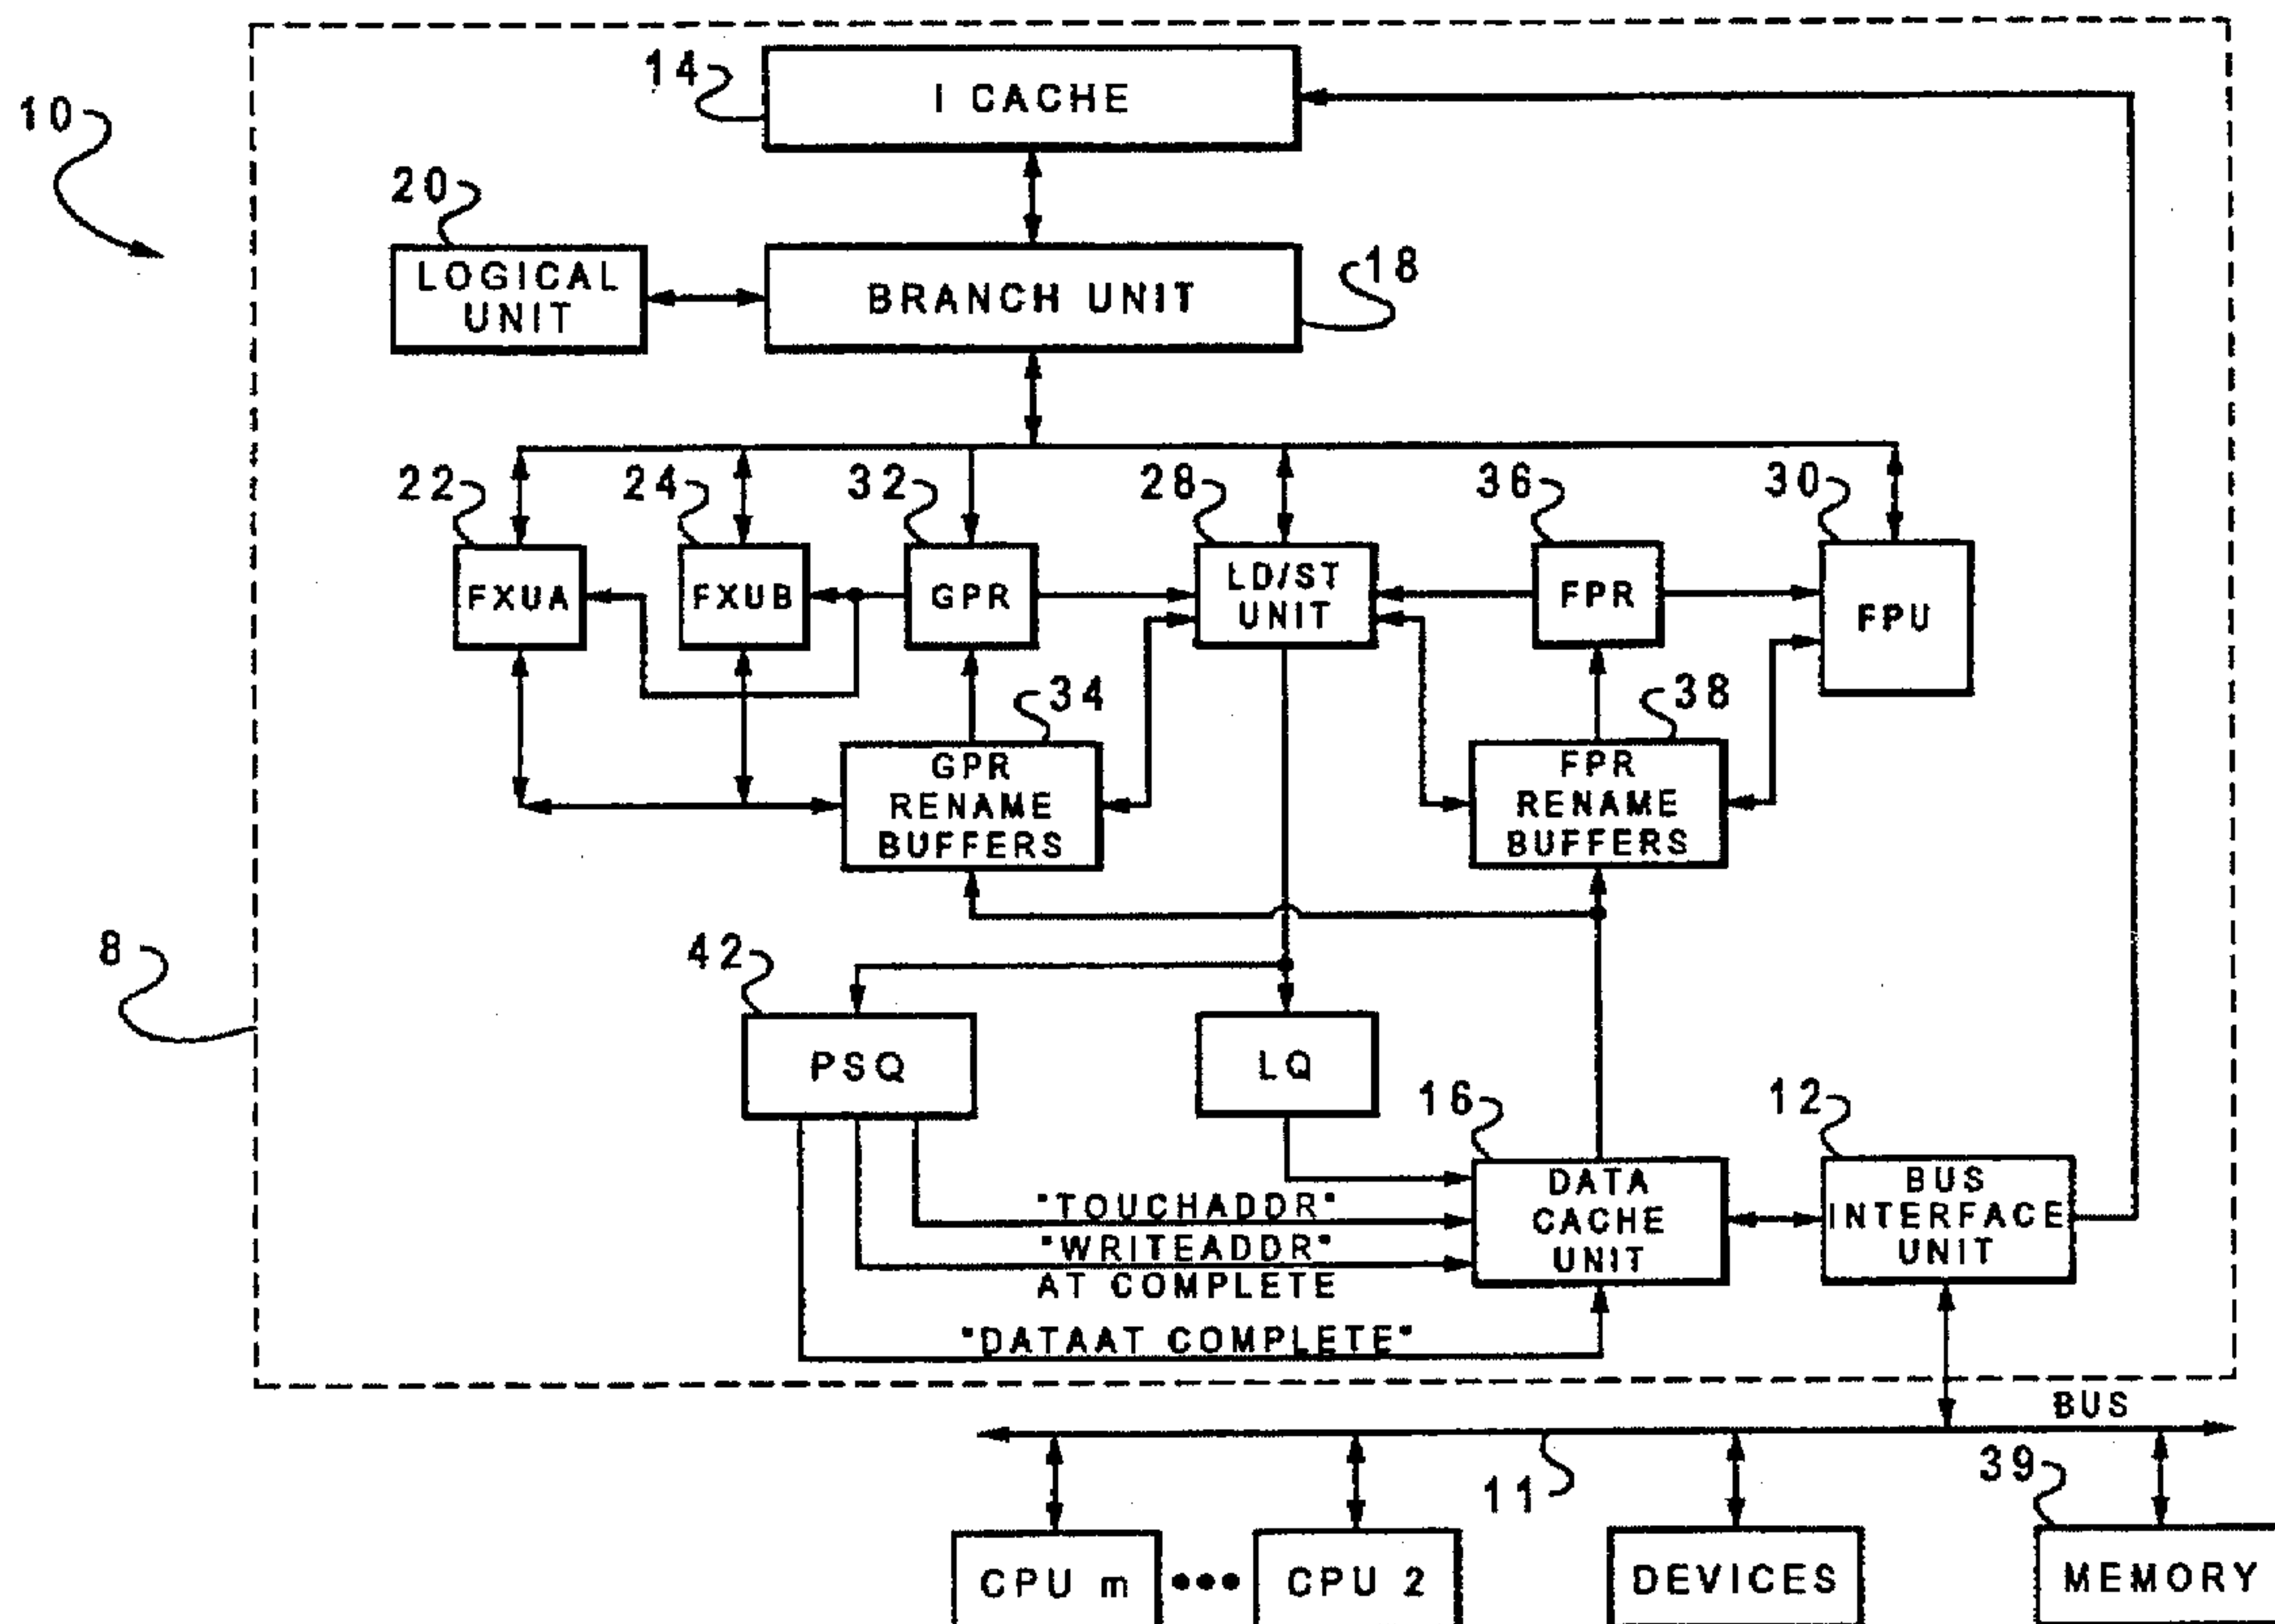 14
I CACHE
10
20
LOGICAL
UNIT
BRANCH UNIT
18
22
24
32
28
36
30
FXUA
FXUB
GPR
LD/ST
UNIT
FPR
FPU
34
38
GPR
RENAME
BUFFERS
FPR
RENAME
BUFFERS
8
42
PSQ
LQ
16
12
DATA
CACHE
UNIT
BUS
INTERFACE
UNIT
"TOUCHADDR"
"WRITEADDR"
AT COMPLETE
"DATAAT COMPLETE"
BUS
11
39
CPU m
•••
CPU 2
DEVICES
MEMORY